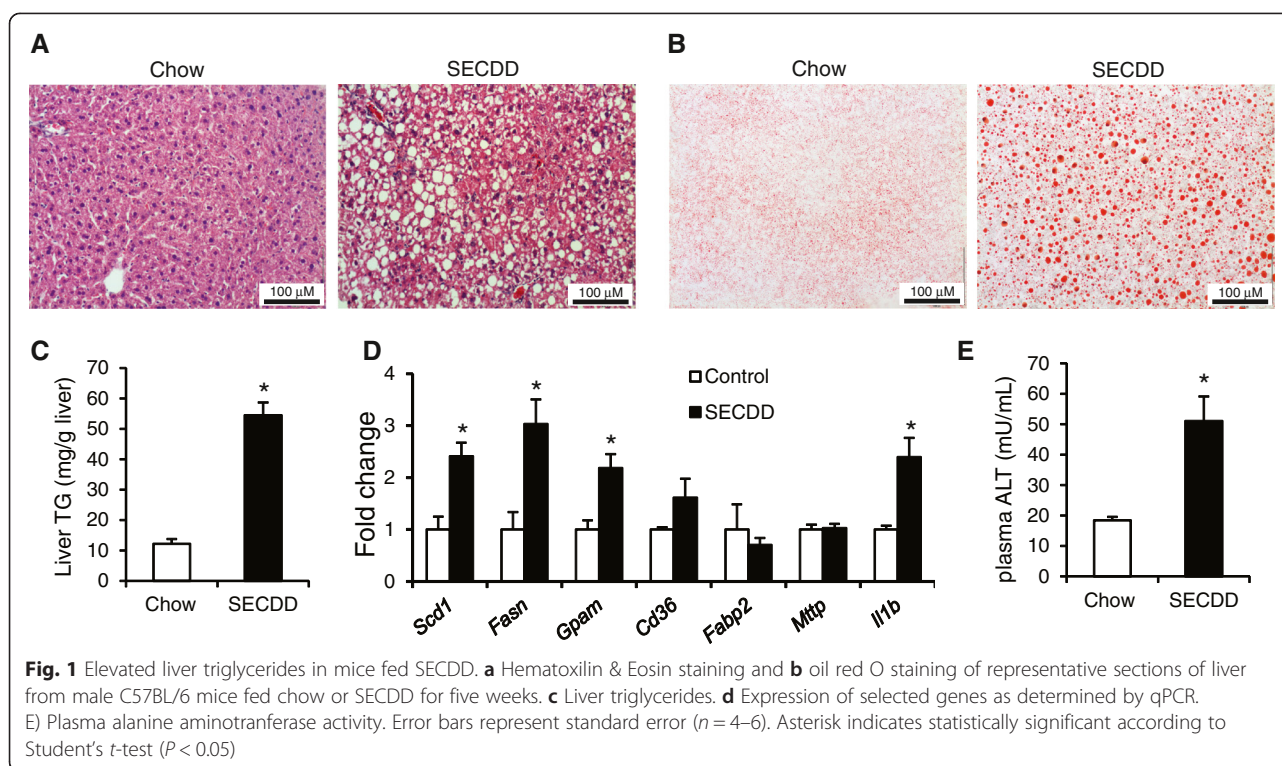 A
B
Chow
SECDD
Chow
SECDD
100 μM
100 μM
100 μM
100 μM
C
D
E
Liver TG (mg/g liver)
70
60
50
40
30
20
10
0
*
Chow
SECDD
Fold change
4
3
2
1
0
Control
SECDD
*
*
*
*
Scd1
Fasn
Gpam
Cd36
Fabp2
Mttp
Il1b
plasma ALT (mU/mL)
70
60
50
40
30
20
10
0
*
Chow
SECDD
Fig. 1 Elevated liver triglycerides in mice fed SECDD. a Hematoxilin & Eosin staining and b oil red O staining of representative sections of liver
from male C57BL/6 mice fed chow or SECDD for five weeks. c Liver triglycerides. d Expression of selected genes as determined by qPCR.
E) Plasma alanine aminotranferase activity. Error bars represent standard error (n = 4–6). Asterisk indicates statistically significant according to
Student's t-test (P < 0.05)